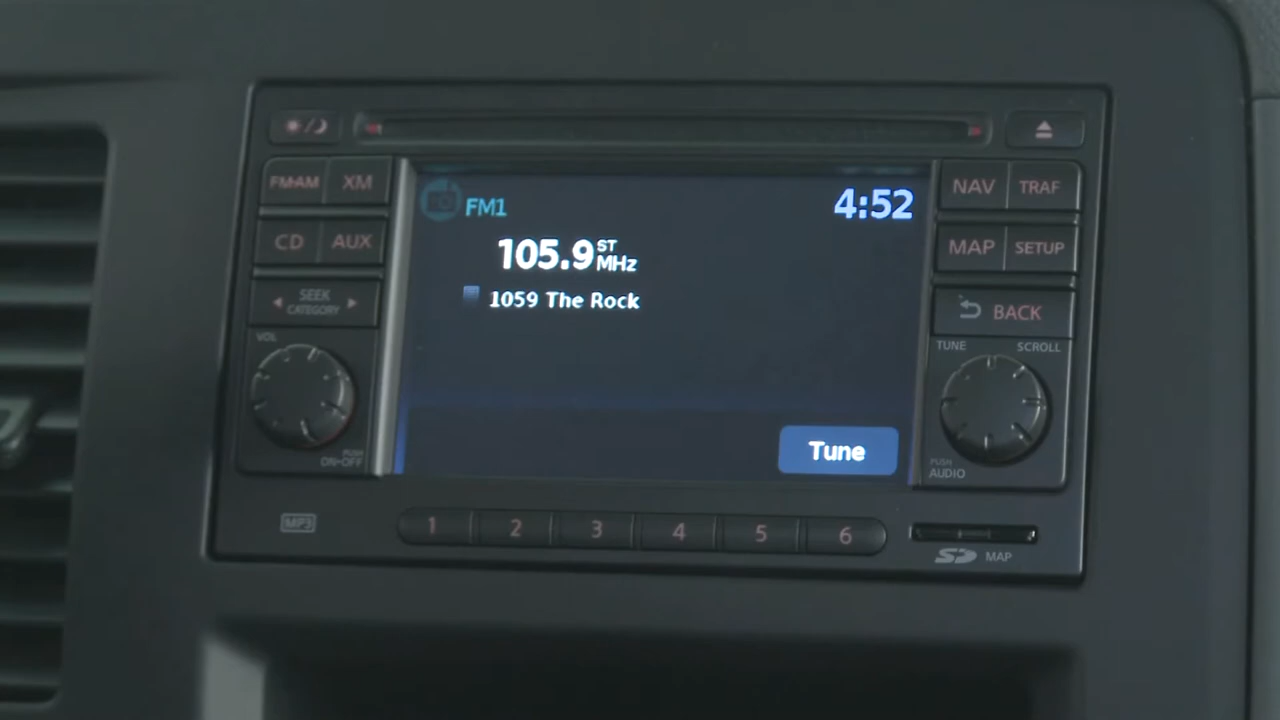 FM·AM XM
CD AUX
SEEK
CATEGORY
VOL
PUSH
ON·OFF
FM1
4:52
105.9 ST MHz
1059 The Rock
Tune
NAV TRAF
MAP SETUP
BACK
TUNE SCROLL
PUSH
AUDIO
MP3
1 2 3 4 5 6
SD MAP